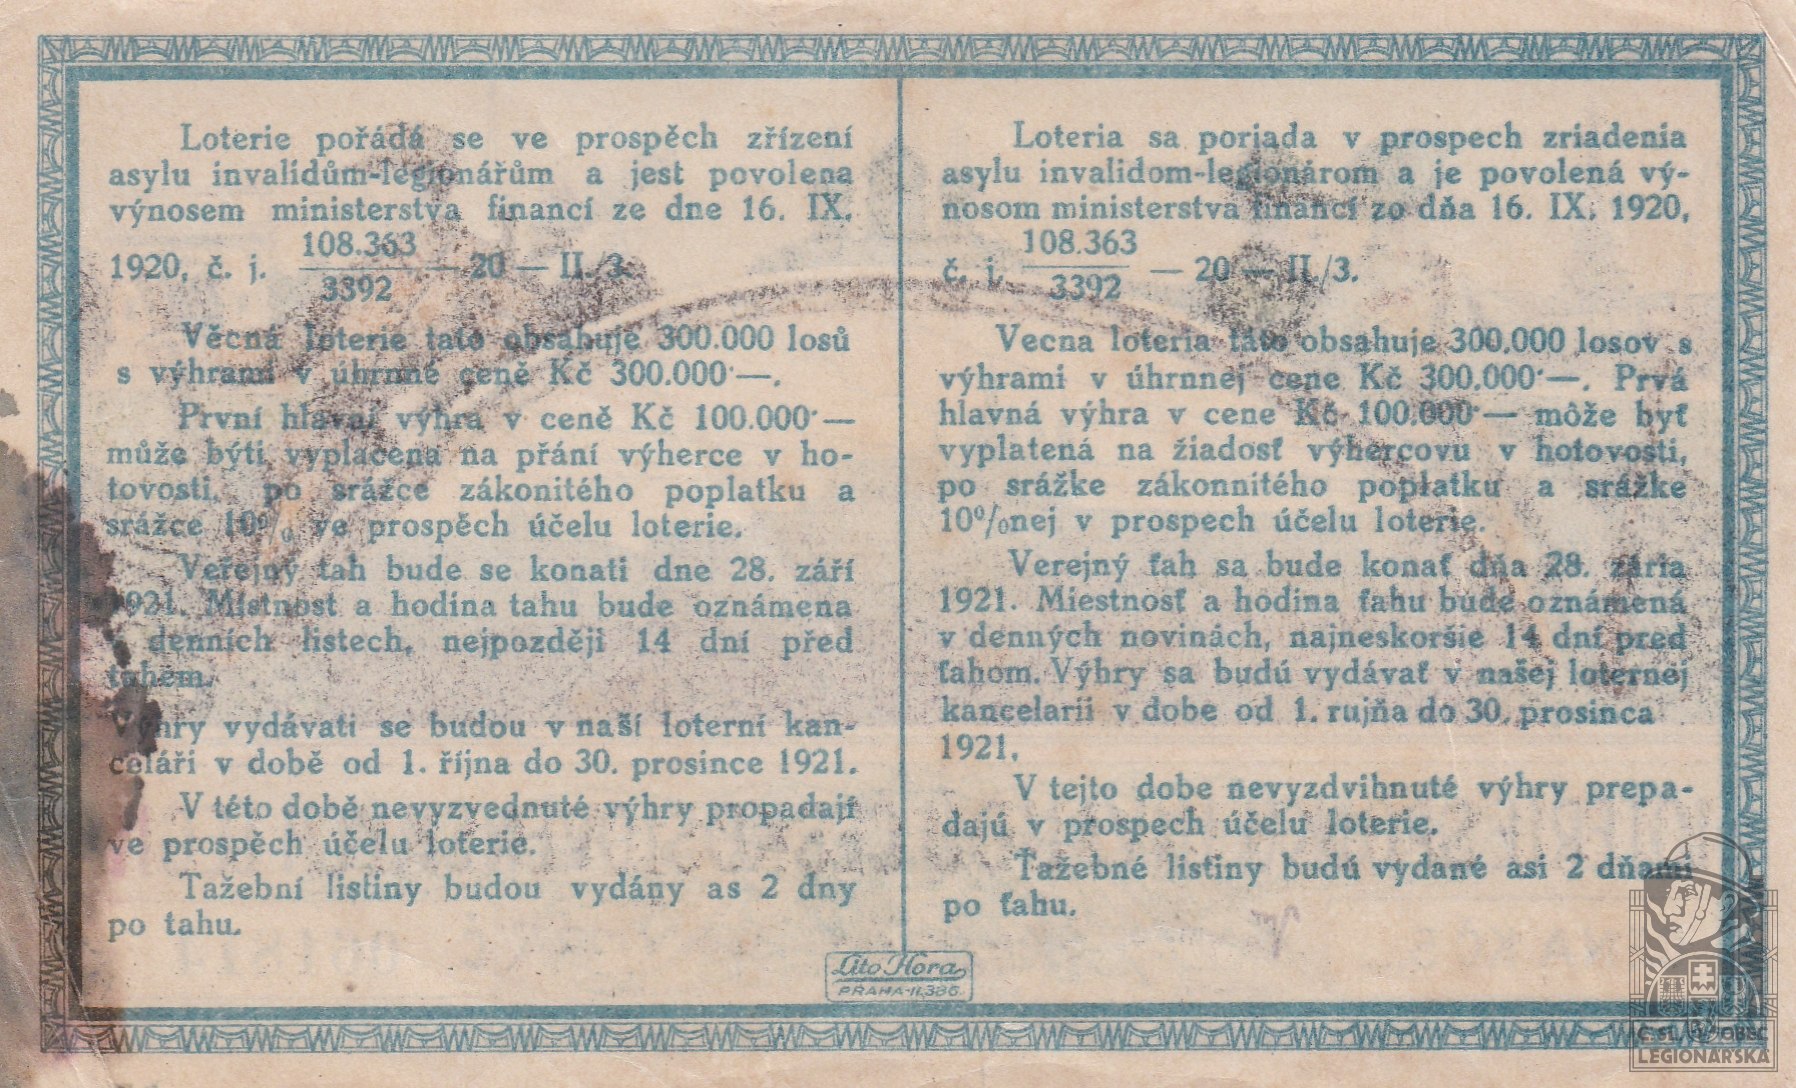 Loterie pořádá se ve prospěch zřízení
asylu invalidům-legionářům a jest povolena
výnosem ministerstva financí ze dne 16. IX.
1920, č. j. 108.363/3392 — 20 — II./3.
Věcná loterie tato obsahuje 300.000 losů
s výhrami v úhrnné ceně Kč 300.000·—.
První hlavní výhra v ceně Kč 100.000·—
může býti vyplacena na přání výherce v ho-
tovosti, po srážce zákonitého poplatku a
srážce 10% ve prospěch účelu loterie.
Veřejný tah bude se konati dne 28. září
1921. Místnost a hodina tahu bude oznámena
v denních listech, nejpozději 14 dní před
tahem.
Výhry vydávati se budou v naší loterní kan-
celáři v době od 1. října do 30. prosince 1921.
V této době nevyzvednuté výhry propadají
ve prospěch účelu loterie.
Tažební listiny budou vydány as 2 dny
po tahu.
Loteria sa poriada v prospech zriadenia
asylu invalidom-legionárom a je povolená vý-
nosom ministerstva financí zo dňa 16. IX. 1920,
č. j. 108.363/3392 — 20 — II./3.
Vecna loteria táto obsahuje 300.000 losov s
výhrami v úhrnnej cene Kč 300.000·—. Prvá
hlavná výhra v cene Kč 100.000·— môže byť
vyplatená na žiadosť výhercovu v hotovosti,
po srážke zákonnitého poplatku a srážke
10%nej v prospech účelu loterie.
Verejný ťah sa bude konať dňa 28. zária
1921. Miestnosť a hodina ťahu bude oznámená
v denných novinách, najneskoršie 14 dní pred
ťahom. Výhry sa budú vydávať v našej loternej
kancelarii v dobe od 1. rujňa do 30. prosinca
1921.
V tejto dobe nevyzdvihnuté výhry prepa-
dajú v prospech účelu loterie.
Ťažebné listiny budú vydané asi 2 dňami
po ťahu.
Lito Hora
PRAHA-II.386.
Č. SL. OBEC
LEGIONÁŘSKÁ